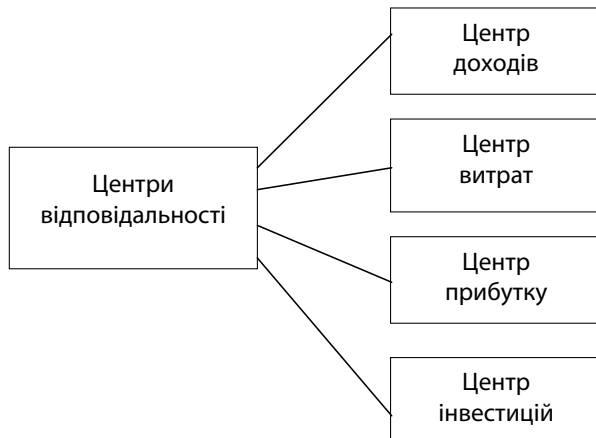 Центри
відповідальності
Центр
доходів
Центр
витрат
Центр
прибутку
Центр
інвестицій